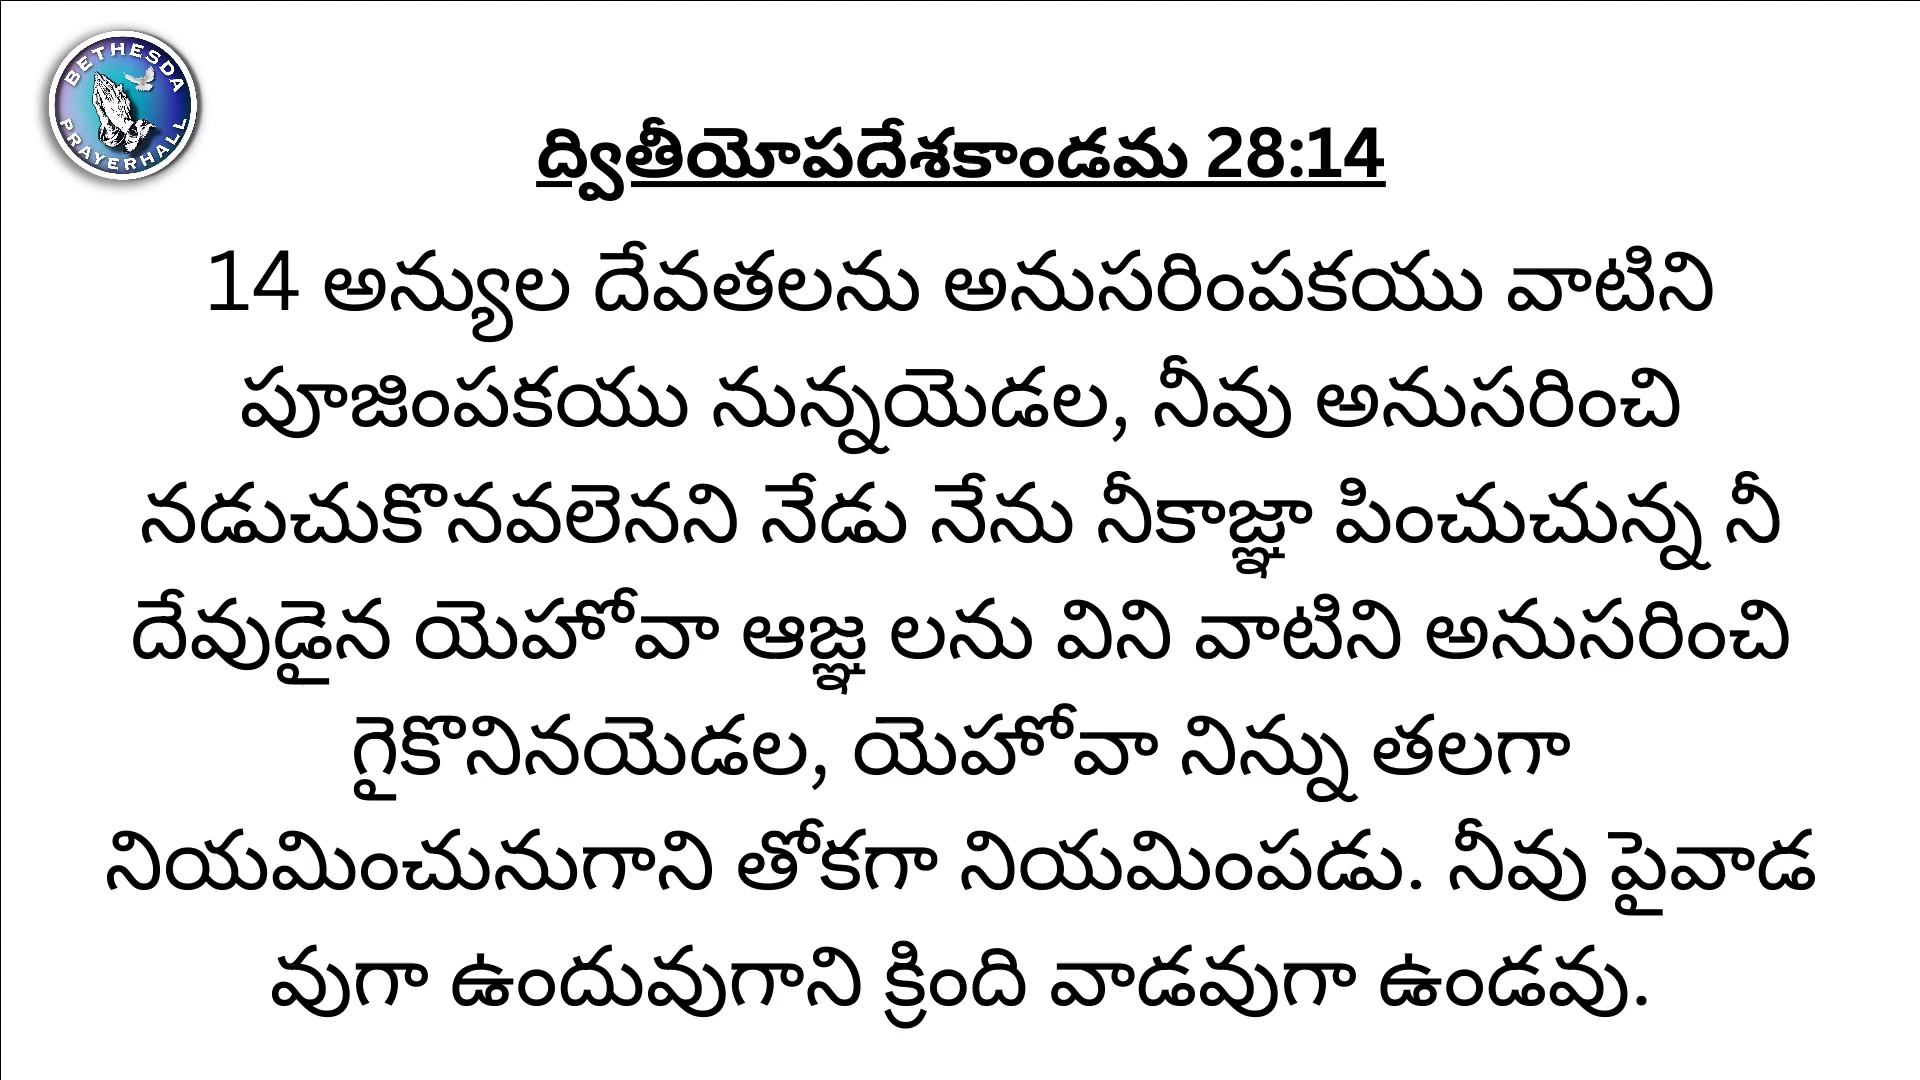 BETHESDA
PRAYERHALL
ద్వితీయోపదేశకాండమ 28:14
14 అన్యుల దేవతలను అనుసరింపకయు వాటిని
పూజింపకయు నున్నయెడల, నీవు అనుసరించి
నడుచుకొనవలెనని నేడు నేను నీకాజ్ఞా పించుచున్న నీ
దేవుడైన యెహోవా ఆజ్ఞ లను విని వాటిని అనుసరించి
గైకొనినయెడల, యెహోవా నిన్ను తలగా
నియమించునుగాని తోకగా నియమింపడు. నీవు పైవాడ
వుగా ఉందువుగాని క్రింది వాడవుగా ఉండవు.